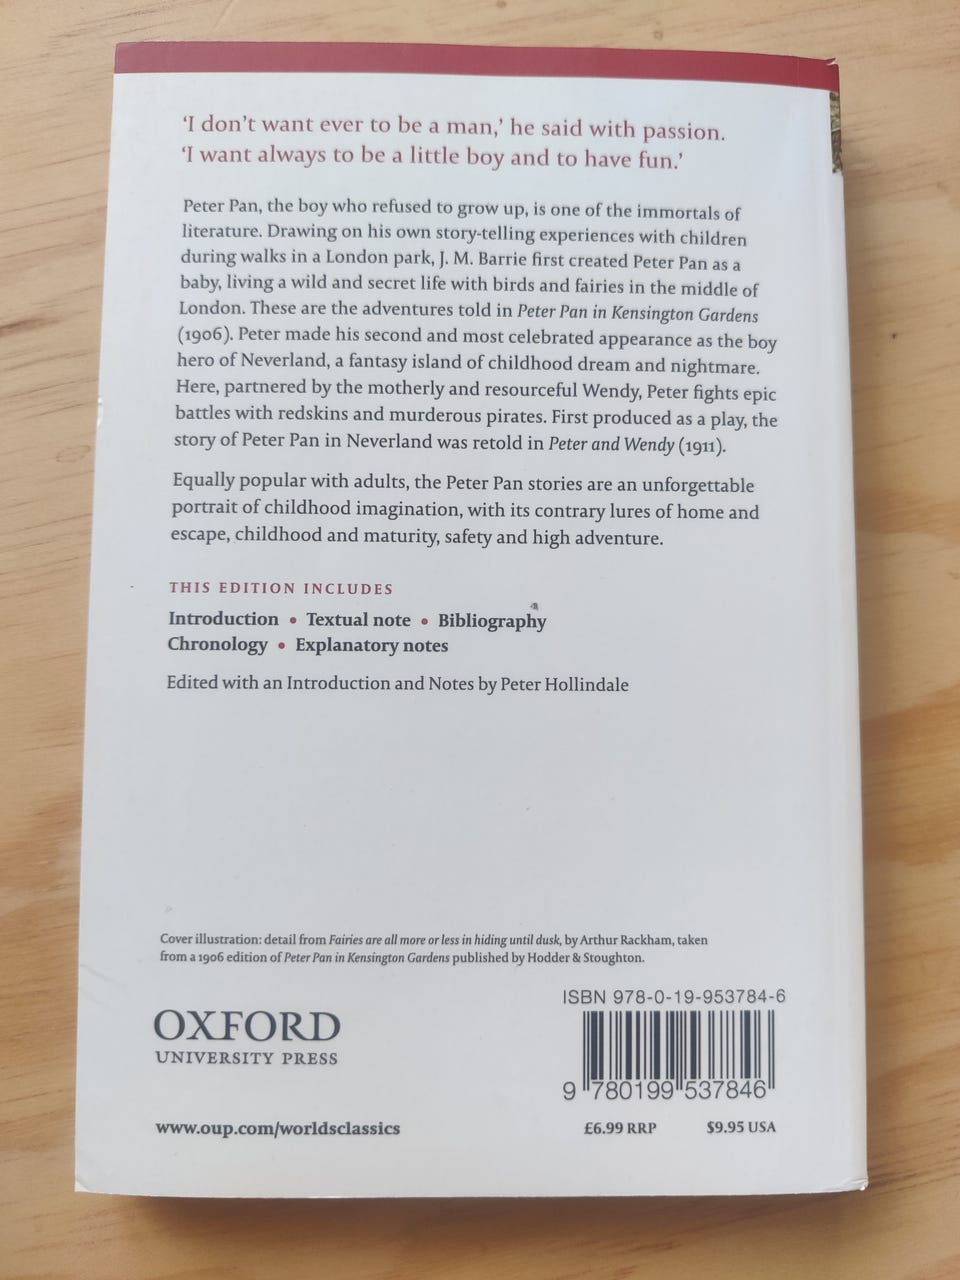 ‘I don’t want ever to be a man,’ he said with passion.
‘I want always to be a little boy and to have fun.’
Peter Pan, the boy who refused to grow up, is one of the immortals of
literature. Drawing on his own story-telling experiences with children
during walks in a London park, J. M. Barrie first created Peter Pan as a
baby, living a wild and secret life with birds and fairies in the middle of
London. These are the adventures told in Peter Pan in Kensington Gardens
(1906). Peter made his second and most celebrated appearance as the boy
hero of Neverland, a fantasy island of childhood dream and nightmare.
Here, partnered by the motherly and resourceful Wendy, Peter fights epic
battles with redskins and murderous pirates. First produced as a play, the
story of Peter Pan in Neverland was retold in Peter and Wendy (1911).
Equally popular with adults, the Peter Pan stories are an unforgettable
portrait of childhood imagination, with its contrary lures of home and
escape, childhood and maturity, safety and high adventure.
THIS EDITION INCLUDES
Introduction • Textual note • Bibliography
Chronology • Explanatory notes
Edited with an Introduction and Notes by Peter Hollindale
Cover illustration: detail from Fairies are all more or less in hiding until dusk, by Arthur Rackham, taken
from a 1906 edition of Peter Pan in Kensington Gardens published by Hodder & Stoughton.
ISBN 978-0-19-953784-6
OXFORD
UNIVERSITY PRESS
9 780199 537846
www.oup.com/worldsclassics
£6.99 RRP $9.95 USA